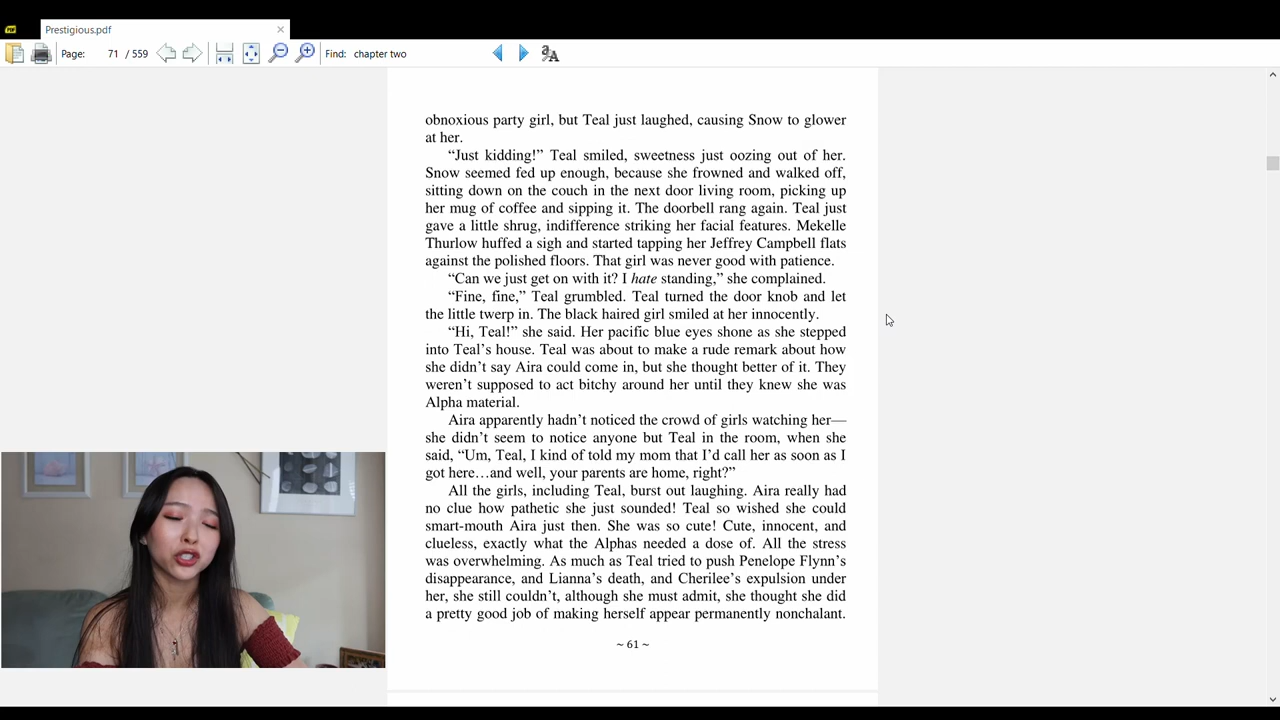 Prestigious.pdf
Page: 71 / 559 Find: chapter two
obnoxious party girl, but Teal just laughed, causing Snow to glower
at her.
“Just kidding!” Teal smiled, sweetness just oozing out of her.
Snow seemed fed up enough, because she frowned and walked off,
sitting down on the couch in the next door living room, picking up
her mug of coffee and sipping it. The doorbell rang again. Teal just
gave a little shrug, indifference striking her facial features. Mekelle
Thurlow huffed a sigh and started tapping her Jeffrey Campbell flats
against the polished floors. That girl was never good with patience.
“Can we just get on with it? I hate standing,” she complained.
“Fine, fine,” Teal grumbled. Teal turned the door knob and let
the little twerp in. The black haired girl smiled at her innocently.
“Hi, Teal!” she said. Her pacific blue eyes shone as she stepped
into Teal’s house. Teal was about to make a rude remark about how
she didn’t say Aira could come in, but she thought better of it. They
weren’t supposed to act bitchy around her until they knew she was
Alpha material.
Aira apparently hadn’t noticed the crowd of girls watching her—
she didn’t seem to notice anyone but Teal in the room, when she
said, “Um, Teal, I kind of told my mom that I’d call her as soon as I
got here…and well, your parents are home, right?”
All the girls, including Teal, burst out laughing. Aira really had
no clue how pathetic she just sounded! Teal so wished she could
smart-mouth Aira just then. She was so cute! Cute, innocent, and
clueless, exactly what the Alphas needed a dose of. All the stress
was overwhelming. As much as Teal tried to push Penelope Flynn’s
disappearance, and Lianna’s death, and Cherilee’s expulsion under
her, she still couldn’t, although she must admit, she thought she did
a pretty good job of making herself appear permanently nonchalant.
~ 61 ~